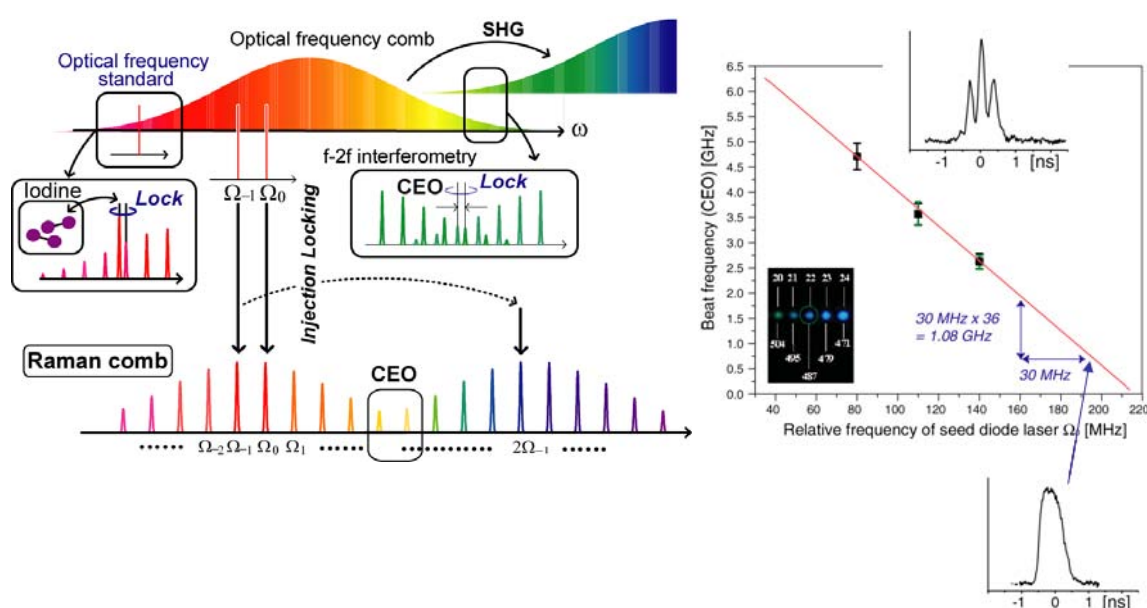 Optical frequency comb
SHG
Optical frequency
standard
ω
f-2f interferometry
Ω-1 Ω0
Iodine
Lock
CEO
Lock
Injection Locking
Raman comb
CEO
Ω-2 Ω-1 Ω0 Ω1
2Ω-1
-1 0 1 [ns]
Beat frequency (CEO) [GHz]
6.5
6.0
5.5
5.0
4.5
4.0
3.5
3.0
2.5
2.0
1.5
1.0
0.5
0.0
20 21 22 23 24
504 495 487 479 471
30 MHz x 36
= 1.08 GHz
30 MHz
40 60 80 100 120 140 160 180 200 220
Relative frequency of seed diode laser Ω [MHz]
-1 0 1 [ns]